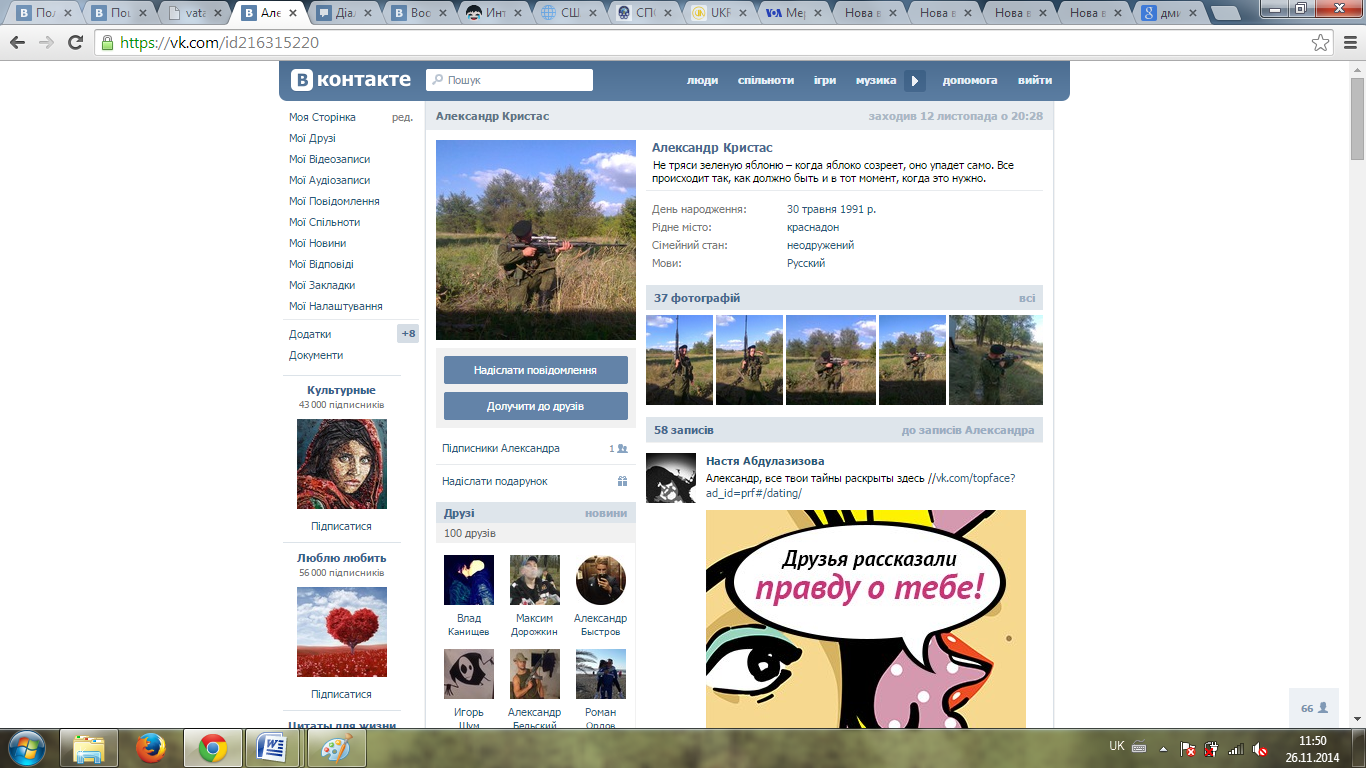 Пол
Пош
vata
Але
Діал
Вос
Инт
СШ
СПС
UKR
Мер
Нова в
Нова в
Нова в
Нова в
дми
https://vk.com/id216315220
В контакте
Пошук
люди спільноти ігри музика допомога вийти
Моя Сторінка ред.
Мої Друзі
Мої Відеозаписи
Мої Аудіозаписи
Мої Повідомлення
Мої Спільноти
Мої Новини
Мої Відповіді
Мої Закладки
Мої Налаштування
Додатки +8
Документи
Культурные
43 000 підписників
Підписатися
Люблю любить
56 000 підписників
Підписатися
Цитаты для жизни
Александр Кристас заходив 12 листопада о 20:28
Надіслати повідомлення
Долучити до друзів
Підписники Александра 1
Надіслати подарунок
Друзі новини
100 друзів
Влад Канищев
Максим Дорожкин
Александр Быстров
Игорь Шум
Александр Бельский
Роман Орлов
Александр Кристас
Не тряси зеленую яблоню – когда яблоко созреет, оно упадет само. Все
происходит так, как должно быть и в тот момент, когда это нужно.
День народження: 30 травня 1991 р.
Рідне місто: краснадон
Сімейний стан: неодружений
Мови: Русский
37 фотографій всі
58 записів до записів Александра
Настя Абдулазизова
Александр, все твои тайны раскрыты здесь //vk.com/topface?
ad_id=prf#/dating/
Друзья рассказали
правду о тебе!
66
UK
11:50
26.11.2014